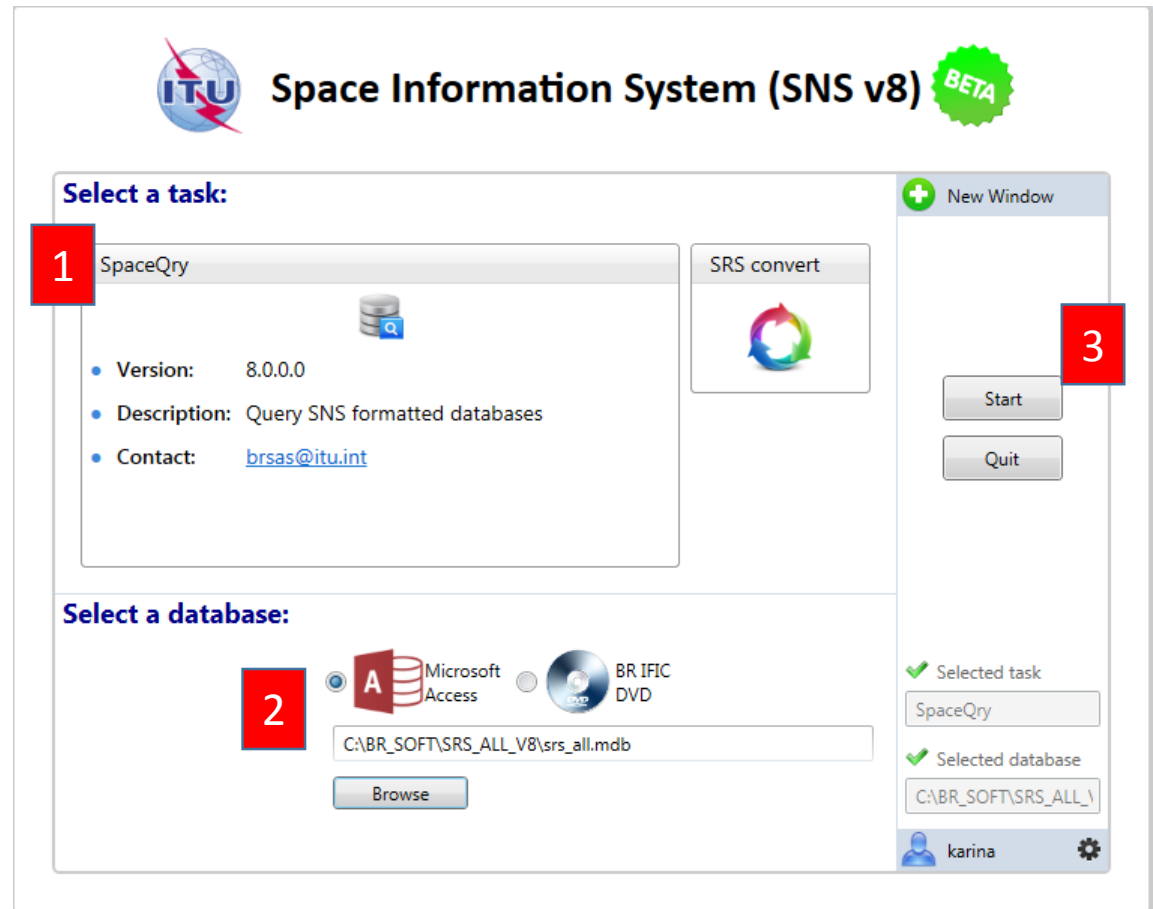 ITU
Space Information System (SNS v8)
BETA
Select a task:
New Window
1
SpaceQry
SRS convert
Version: 8.0.0.0
Description: Query SNS formatted databases
Contact: brsas@itu.int
3
Start
Quit
Select a database:
2
A
Microsoft
Access
DVD
BR IFIC
DVD
C:\BR_SOFT\SRS_ALL_V8\srs_all.mdb
Browse
Selected task
SpaceQry
Selected database
C:\BR_SOFT\SRS_ALL_\
karina